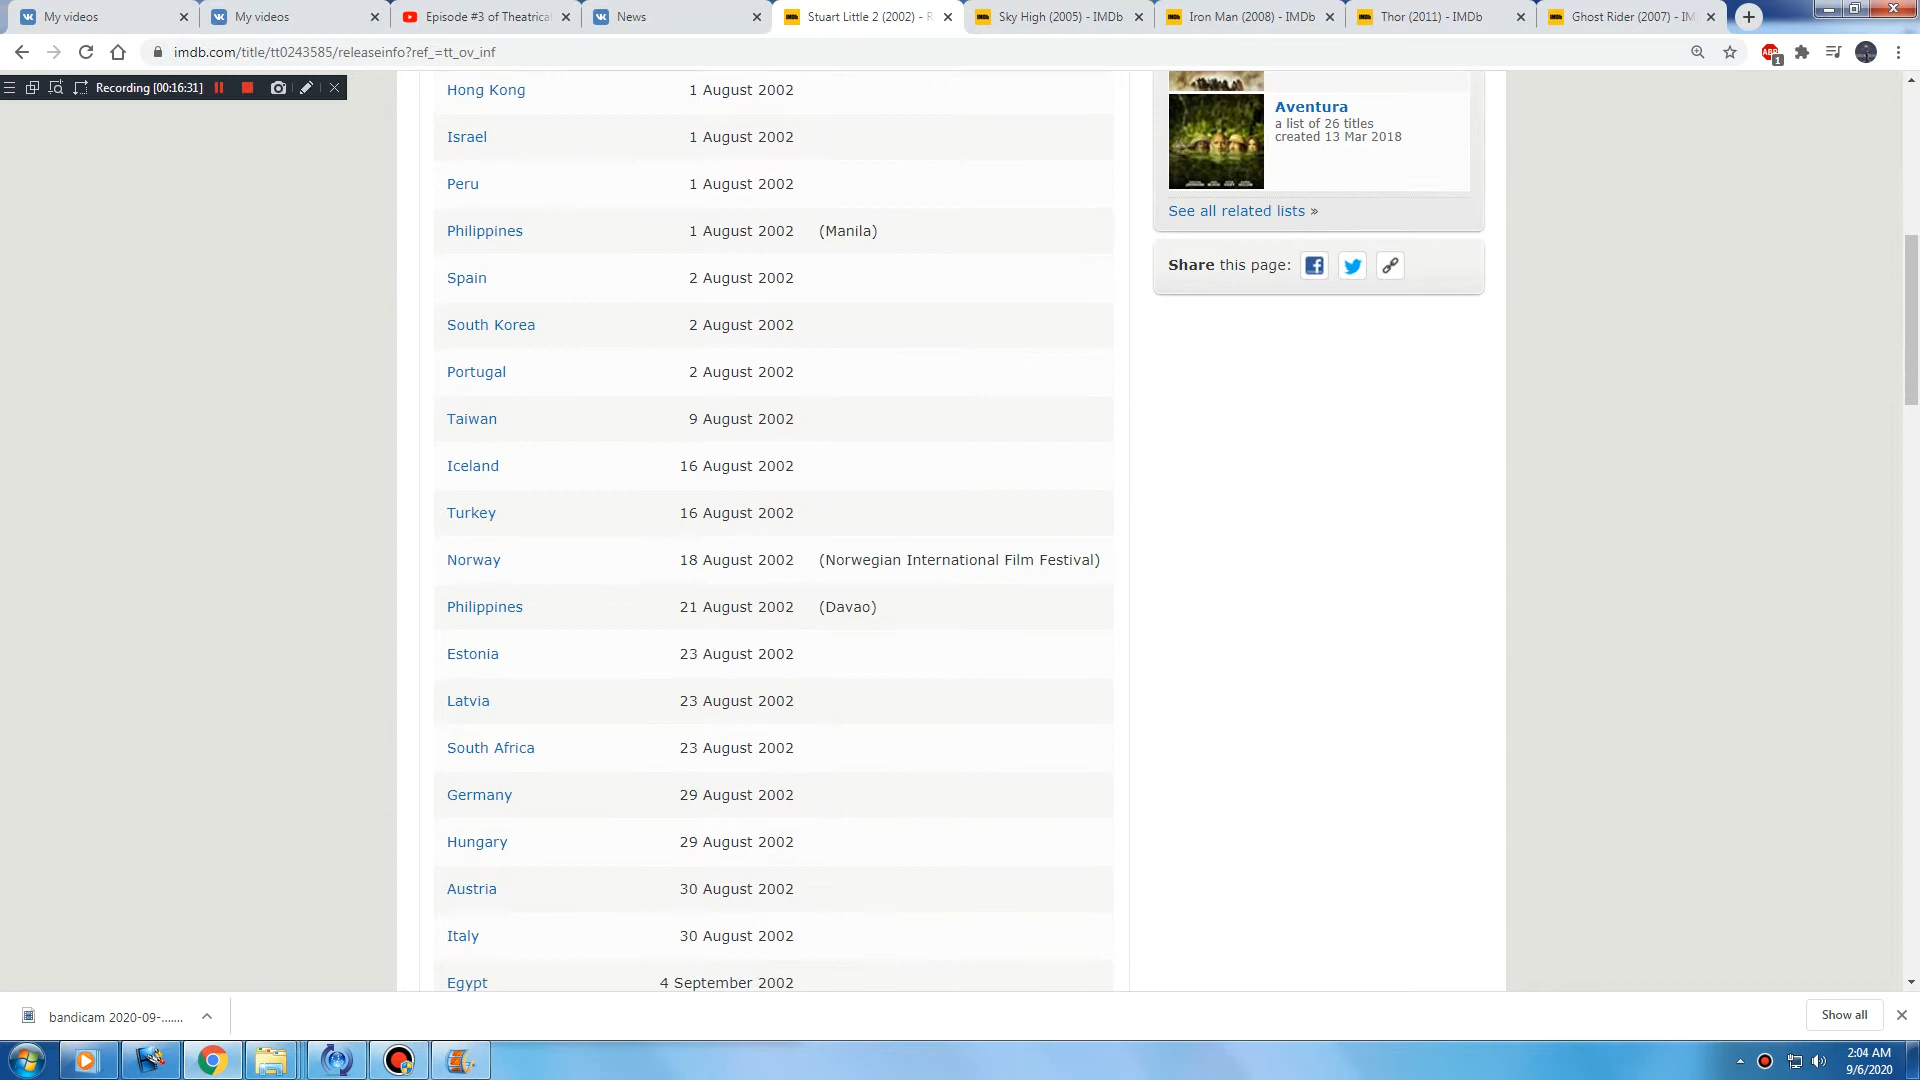 My videos
My videos
Episode #3 of Theatrical
News
Stuart Little 2 (2002) - R
Sky High (2005) - IMDb
Iron Man (2008) - IMDb
Thor (2011) - IMDb
Ghost Rider (2007) - IM
imdb.com/title/tt0243585/releaseinfo?ref_=tt_ov_inf
ABP
1
Recording [00:16:31]
Hong Kong 1 August 2002
Israel 1 August 2002
Peru 1 August 2002
Philippines 1 August 2002 (Manila)
Spain 2 August 2002
South Korea 2 August 2002
Portugal 2 August 2002
Taiwan 9 August 2002
Iceland 16 August 2002
Turkey 16 August 2002
Norway 18 August 2002 (Norwegian International Film Festival)
Philippines 21 August 2002 (Davao)
Estonia 23 August 2002
Latvia 23 August 2002
South Africa 23 August 2002
Germany 29 August 2002
Hungary 29 August 2002
Austria 30 August 2002
Italy 30 August 2002
Egypt 4 September 2002
Aventura
a list of 26 titles
created 13 Mar 2018
See all related lists »
Share this page:
bandicam 2020-09-.......
Show all
2:04 AM
9/6/2020